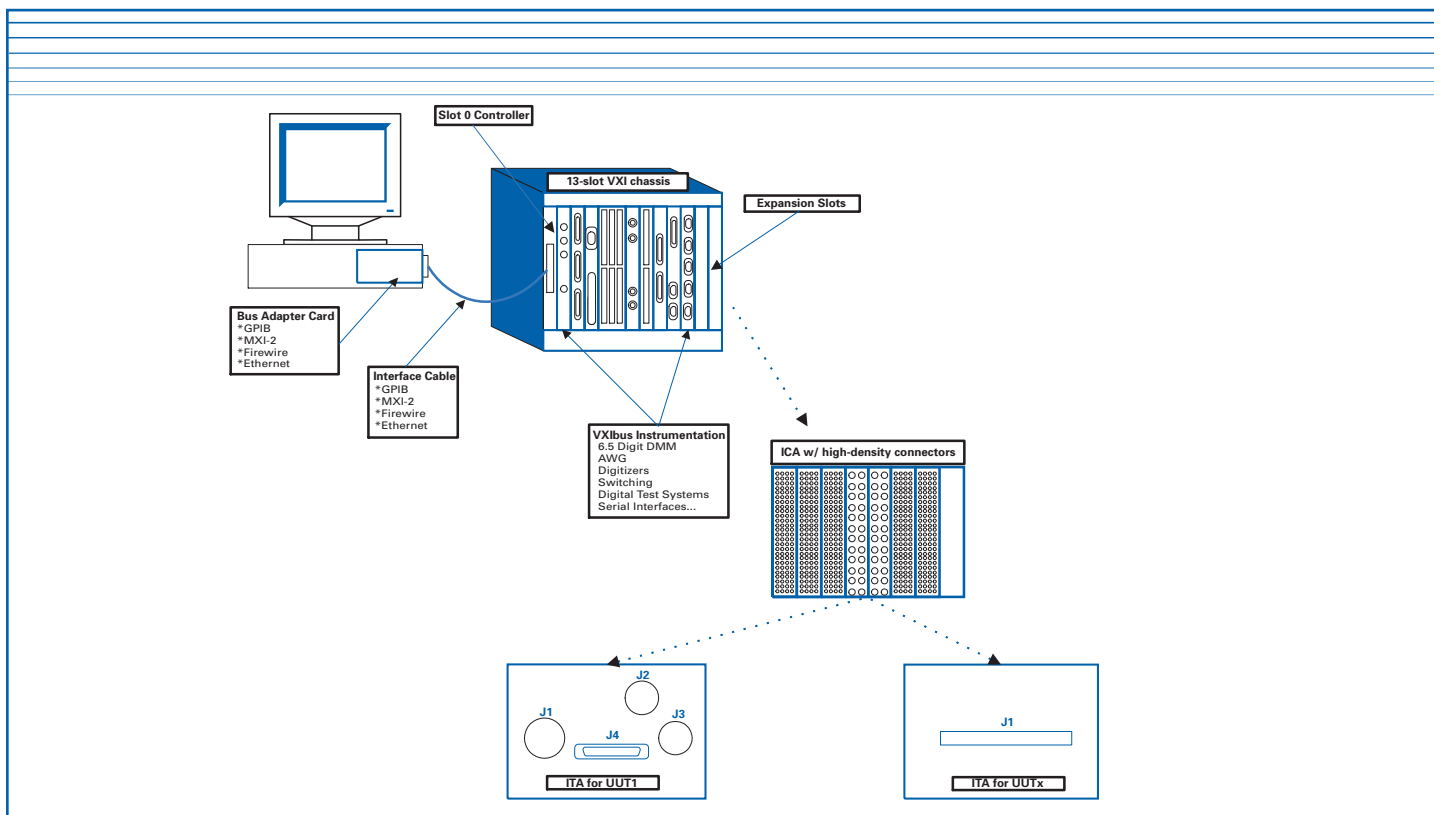 Slot 0 Controller
13-slot VXI chassis
Expansion Slots
Bus Adapter Card
*GPIB
*MXI-2
*Firewire
*Ethernet
Interface Cable
*GPIB
*MXI-2
*Firewire
*Ethernet
VXIbus Instrumentation
6.5 Digit DMM
AWG
Digitizers
Switching
Digital Test Systems
Serial Interfaces...
ICA w/ high-density connectors
J2
J1
J3
J4
ITA for UUT1
J1
ITA for UUTx